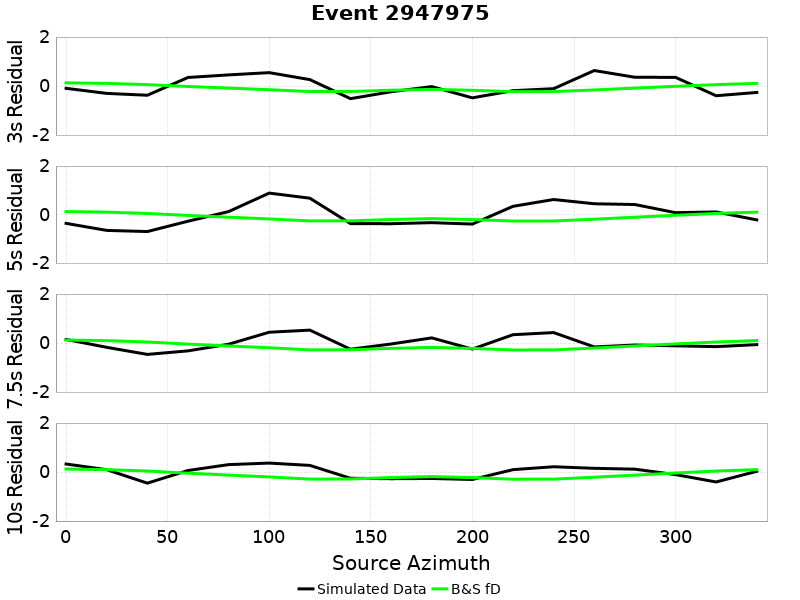 Event 2947975
3s Residual
2
0
-2
5s Residual
2
0
-2
7.5s Residual
2
0
-2
10s Residual
2
0
-2
0 50 100 150 200 250 300
Source Azimuth
Simulated Data B&S fD